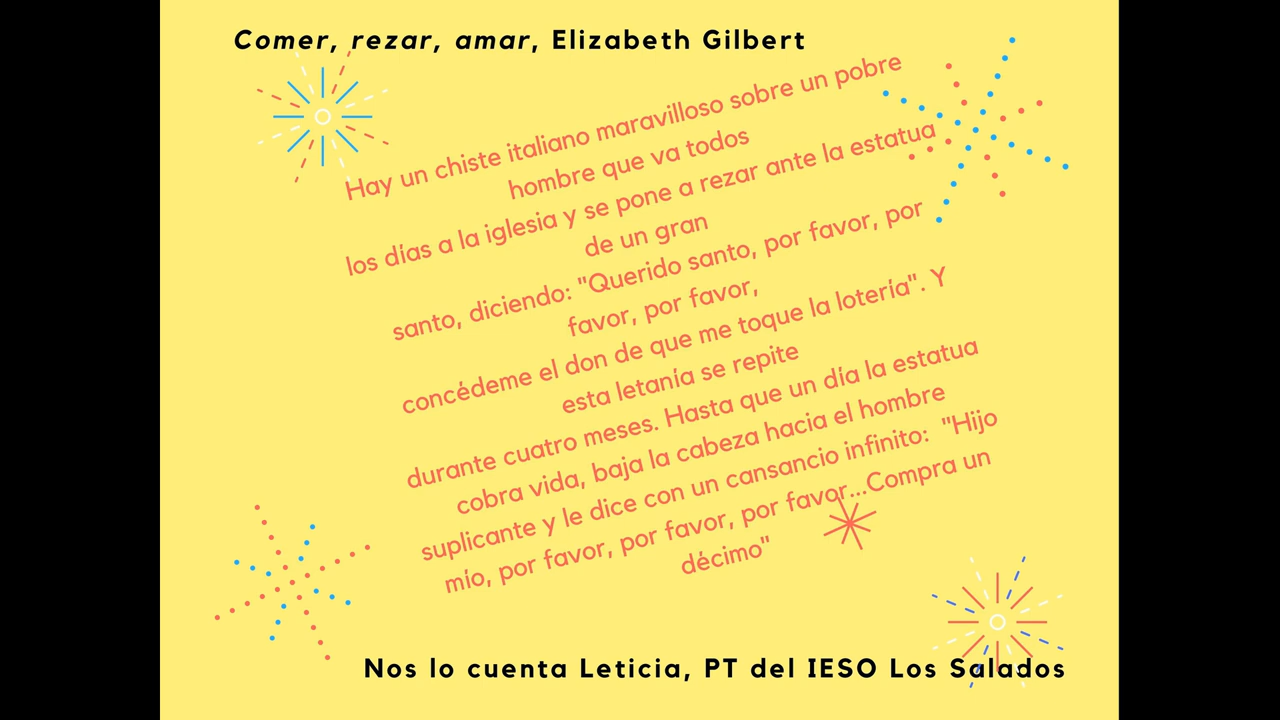 Comer, rezar, amar, Elizabeth Gilbert
Hay un chiste italiano maravilloso sobre un pobre
hombre que va todos
los días a la iglesia y se pone a rezar ante la estatua
de un gran
santo, diciendo: "Querido santo, por favor, por
favor, por favor,
concédeme el don de que me toque la lotería". Y
esta letanía se repite
durante cuatro meses. Hasta que un día la estatua
cobra vida, baja la cabeza hacia el hombre
suplicante y le dice con un cansancio infinito: "Hijo
mío, por favor, por favor, por favor...Compra un
décimo"
Nos lo cuenta Leticia, PT del IESO Los Salados